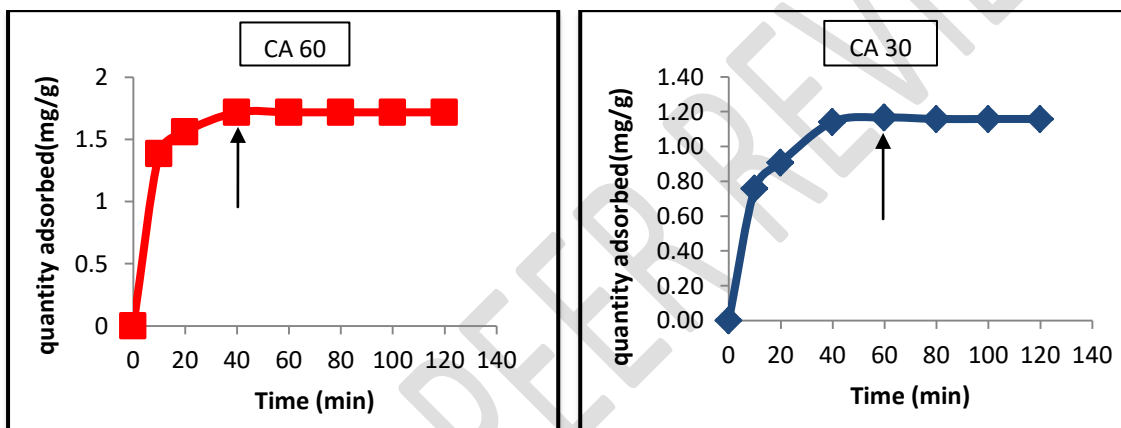 CA 60
quantity adsorbed(mg/g)
2
1.5
1
0.5
0
0 20 40 60 80 100 120 140
Time (min)
CA 30
quantity adsorbed(mg/g)
1.40
1.20
1.00
0.80
0.60
0.40
0.20
0.00
0 20 40 60 80 100 120 140
Time (min)
PEER REVIE